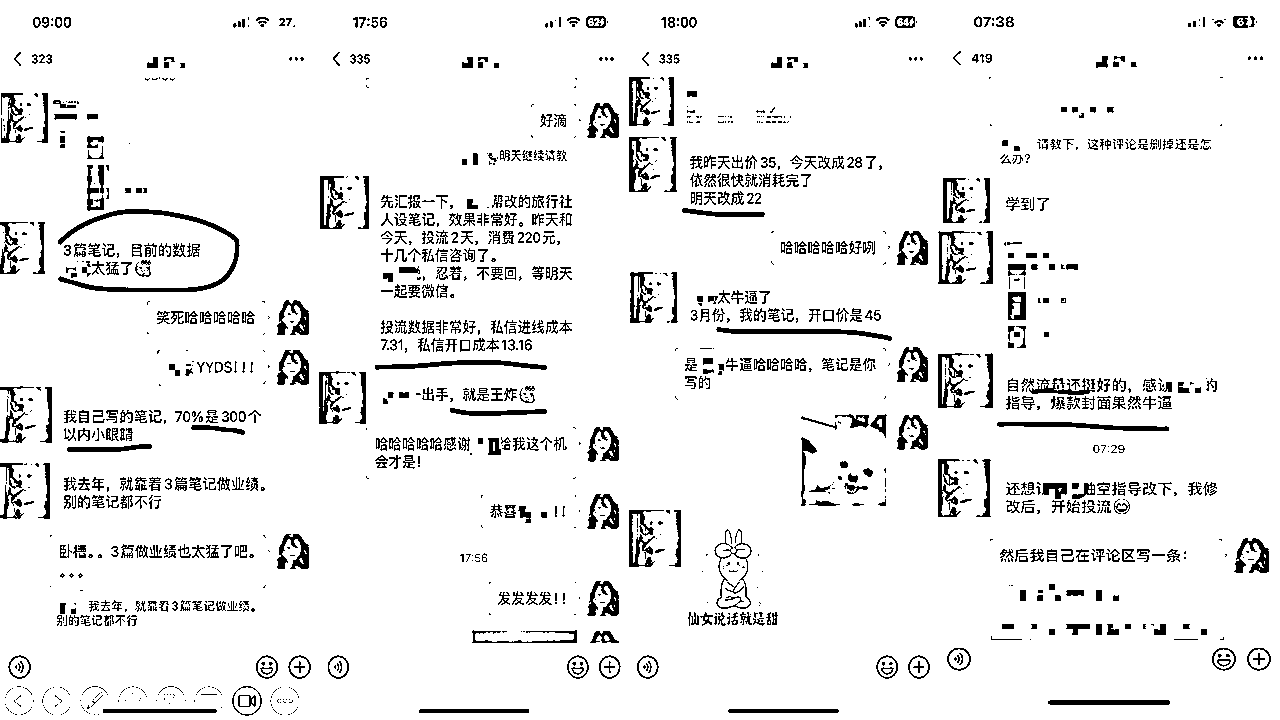 09:00
27
323
3篇笔记，目前的数据
太猛了
笑死哈哈哈哈哈
YYDS!!!
我自己写的笔记，70%是300个
以内小眼睛
我去年，就靠着3篇笔记做业绩。
别的笔记都不行
卧槽。。3篇做业绩也太猛了吧。
。。。
我去年，就靠着3篇笔记做业绩。
别的笔记都不行
17:56
62
335
好滴
明天继续请教
先汇报一下，帮改的旅行社
人设笔记，效果非常好。昨天和
今天，投流2天，消费220元，
十几个私信咨询了。
，忍着，不要回，等明天
一起要微信。
投流数据非常好，私信进线成本
7.31，私信开口成本13.16
一出手，就是王炸
哈哈哈哈哈感谢给我这个机
会才是！
恭喜!!
17:56
发发发发!!
18:00
64
335
我昨天出价35，今天改成28了，
依然很快就消耗完了
明天改成22
哈哈哈哈哈好咧
太牛逼了
3月份，我的笔记，开口价是45
是牛逼哈哈哈哈，笔记是你
写的
仙女说话就是甜
07:38
419
请教下，这种评论是删掉还是怎
么办?
学到了
自然流量还挺好的，感谢的
指导，爆款封面果然牛逼
07:29
还想抽空指导改下，我修
改后，开始投流
然后我自己在评论区写一条：